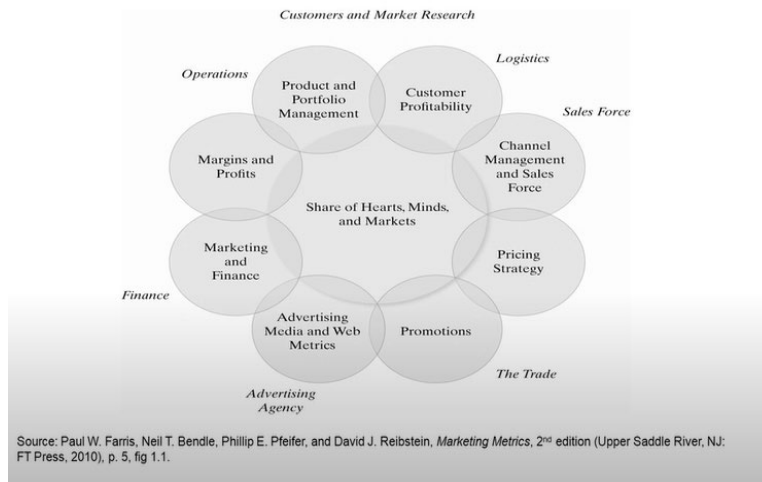 Customers and Market Research
Logistics
Operations
Product and
Portfolio
Management
Customer
Profitability
Sales Force
Channel
Management
and Sales
Force
Margins and
Profits
Share of Hearts, Minds,
and Markets
Marketing
and
Finance
Pricing
Strategy
Finance
Advertising
Media and Web
Metrics
Promotions
The Trade
Advertising
Agency
Source: Paul W. Farris, Neil T. Bendle, Phillip E. Pfeifer, and David J. Reibstein, Marketing Metrics, 2nd edition (Upper Saddle River, NJ:
FT Press, 2010), p. 5, fig 1.1.